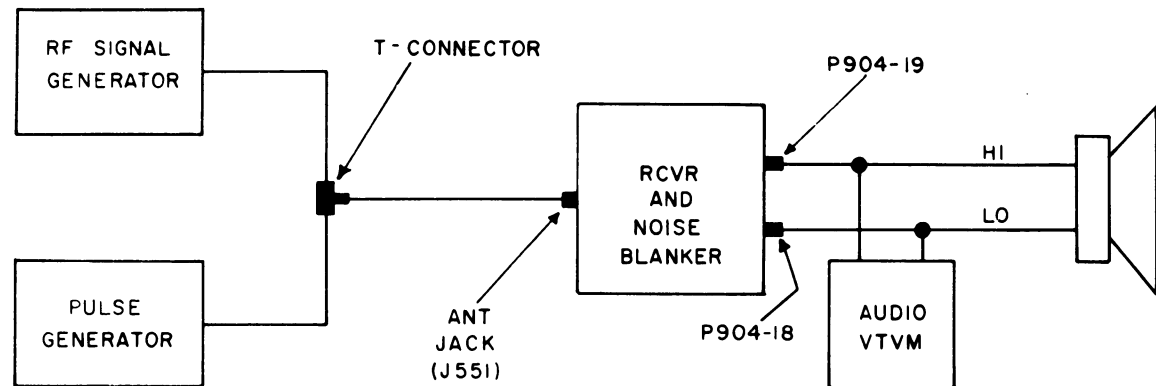 RF SIGNAL
GENERATOR
T-CONNECTOR
P904-19
HI
RCVR
AND
NOISE
BLANKER
LO
PULSE
GENERATOR
ANT
JACK
(J551)
P904-18
AUDIO
VTVM